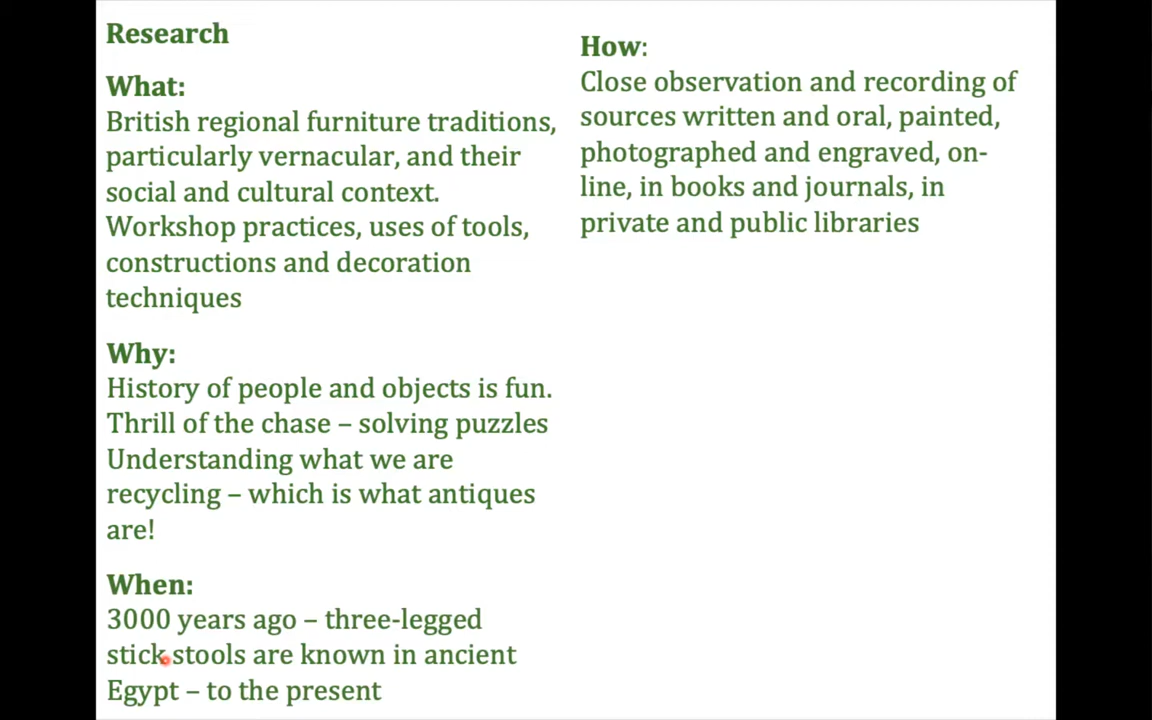 Research
What:
British regional furniture traditions,
particularly vernacular, and their
social and cultural context.
Workshop practices, uses of tools,
constructions and decoration
techniques
Why:
History of people and objects is fun.
Thrill of the chase – solving puzzles
Understanding what we are
recycling – which is what antiques
are!
When:
3000 years ago – three-legged
stick stools are known in ancient
Egypt – to the present
How:
Close observation and recording of
sources written and oral, painted,
photographed and engraved, on-
line, in books and journals, in
private and public libraries